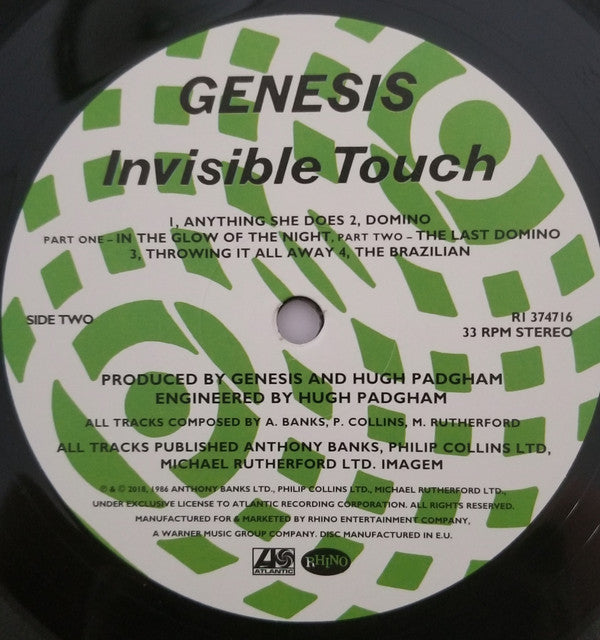 GENESIS
Invisible Touch
1, ANYTHING SHE DOES 2, DOMINO
PART ONE – IN THE GLOW OF THE NIGHT, PART TWO – THE LAST DOMINO
3, THROWING IT ALL AWAY 4, THE BRAZILIAN
SIDE TWO
R1 374716
33 RPM STEREO
PRODUCED BY GENESIS AND HUGH PADGHAM
ENGINEERED BY HUGH PADGHAM
ALL TRACKS COMPOSED BY A. BANKS, P. COLLINS, M. RUTHERFORD
ALL TRACKS PUBLISHED ANTHONY BANKS, PHILIP COLLINS LTD,
MICHAEL RUTHERFORD LTD. IMAGEM
℗ & © 2018, 1986 ANTHONY BANKS LTD., PHILIP COLLINS LTD., MICHAEL RUTHERFORD LTD.,
UNDER EXCLUSIVE LICENSE TO ATLANTIC RECORDING CORPORATION. ALL RIGHTS RESERVED.
MANUFACTURED FOR & MARKETED BY RHINO ENTERTAINMENT COMPANY,
A WARNER MUSIC GROUP COMPANY. DISC MANUFACTURED IN E.U.
ATLANTIC RHINO